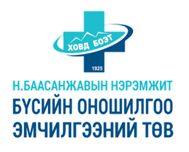 ХОВД БОЭТ
1925
Н.БААСАНЖАВЫН НЭРЭМЖИТ
БҮСИЙН ОНОШИЛГОО
ЭМЧИЛГЭЭНИЙ ТӨВ